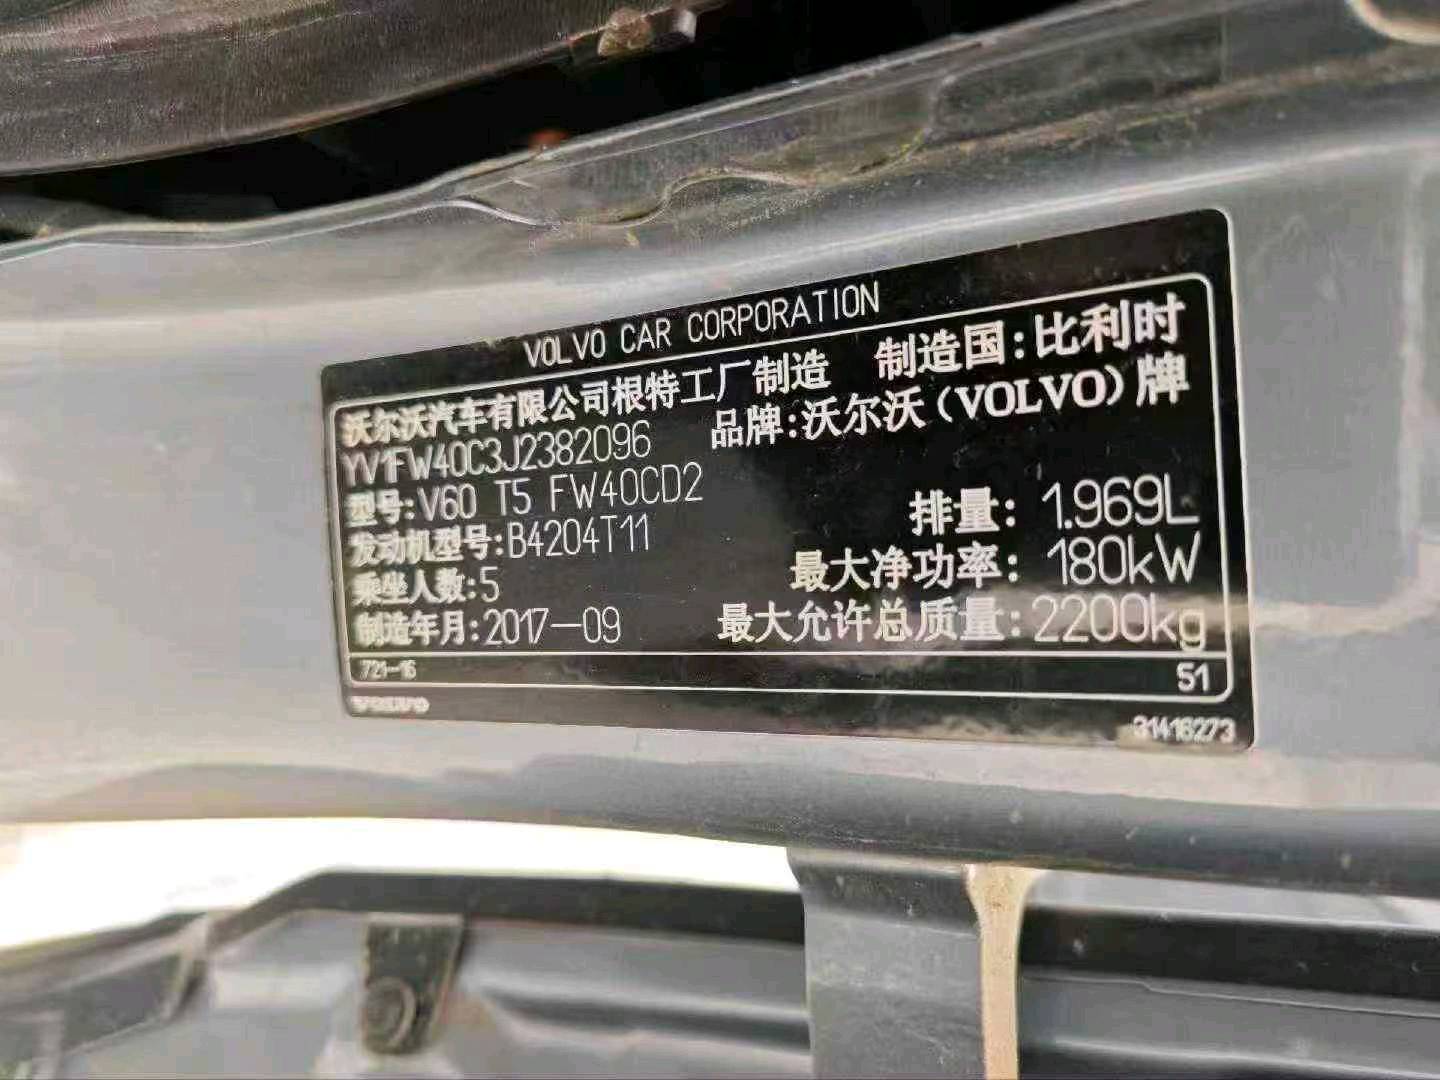 VOLVO CAR CORPORATION
沃尔沃汽车有限公司根特工厂制造 制造国:比利时
YV1FW40C3J2382096 品牌:沃尔沃(VOLVO)牌
型号:V60 T5 FW40CD2 排量: 1.969L
发动机型号:B4204T11 最大净功率: 180kW
乘坐人数:5 最大允许总质量:2200kg
制造年月:2017-09
721-16 51
VOLVO 31416273